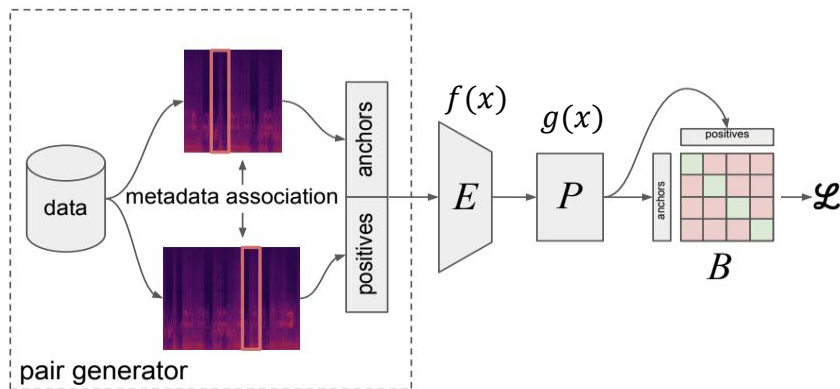 data
metadata association
anchors
positives
pair generator
f(x)
E
g(x)
P
positives
anchors
B
ℒ